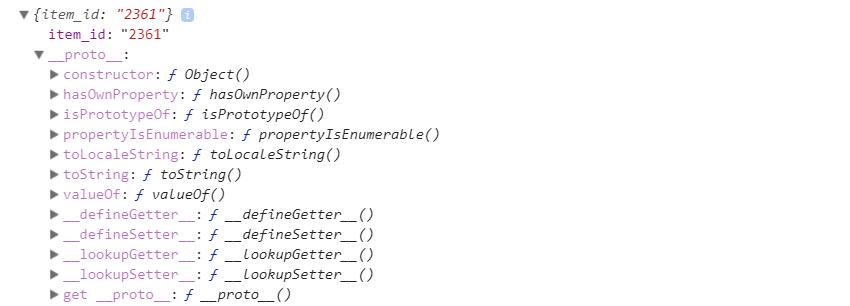 ▼{item_id: "2361"} i
item_id: "2361"
▼__proto__:
▶constructor: ƒ Object()
▶hasOwnProperty: ƒ hasOwnProperty()
▶isPrototypeOf: ƒ isPrototypeOf()
▶propertyIsEnumerable: ƒ propertyIsEnumerable()
▶toLocaleString: ƒ toLocaleString()
▶toString: ƒ toString()
▶valueOf: ƒ valueOf()
▶__defineGetter__: ƒ __defineGetter__()
▶__defineSetter__: ƒ __defineSetter__()
▶__lookupGetter__: ƒ __lookupGetter__()
▶__lookupSetter__: ƒ __lookupSetter__()
▶get __proto__: ƒ __proto__()